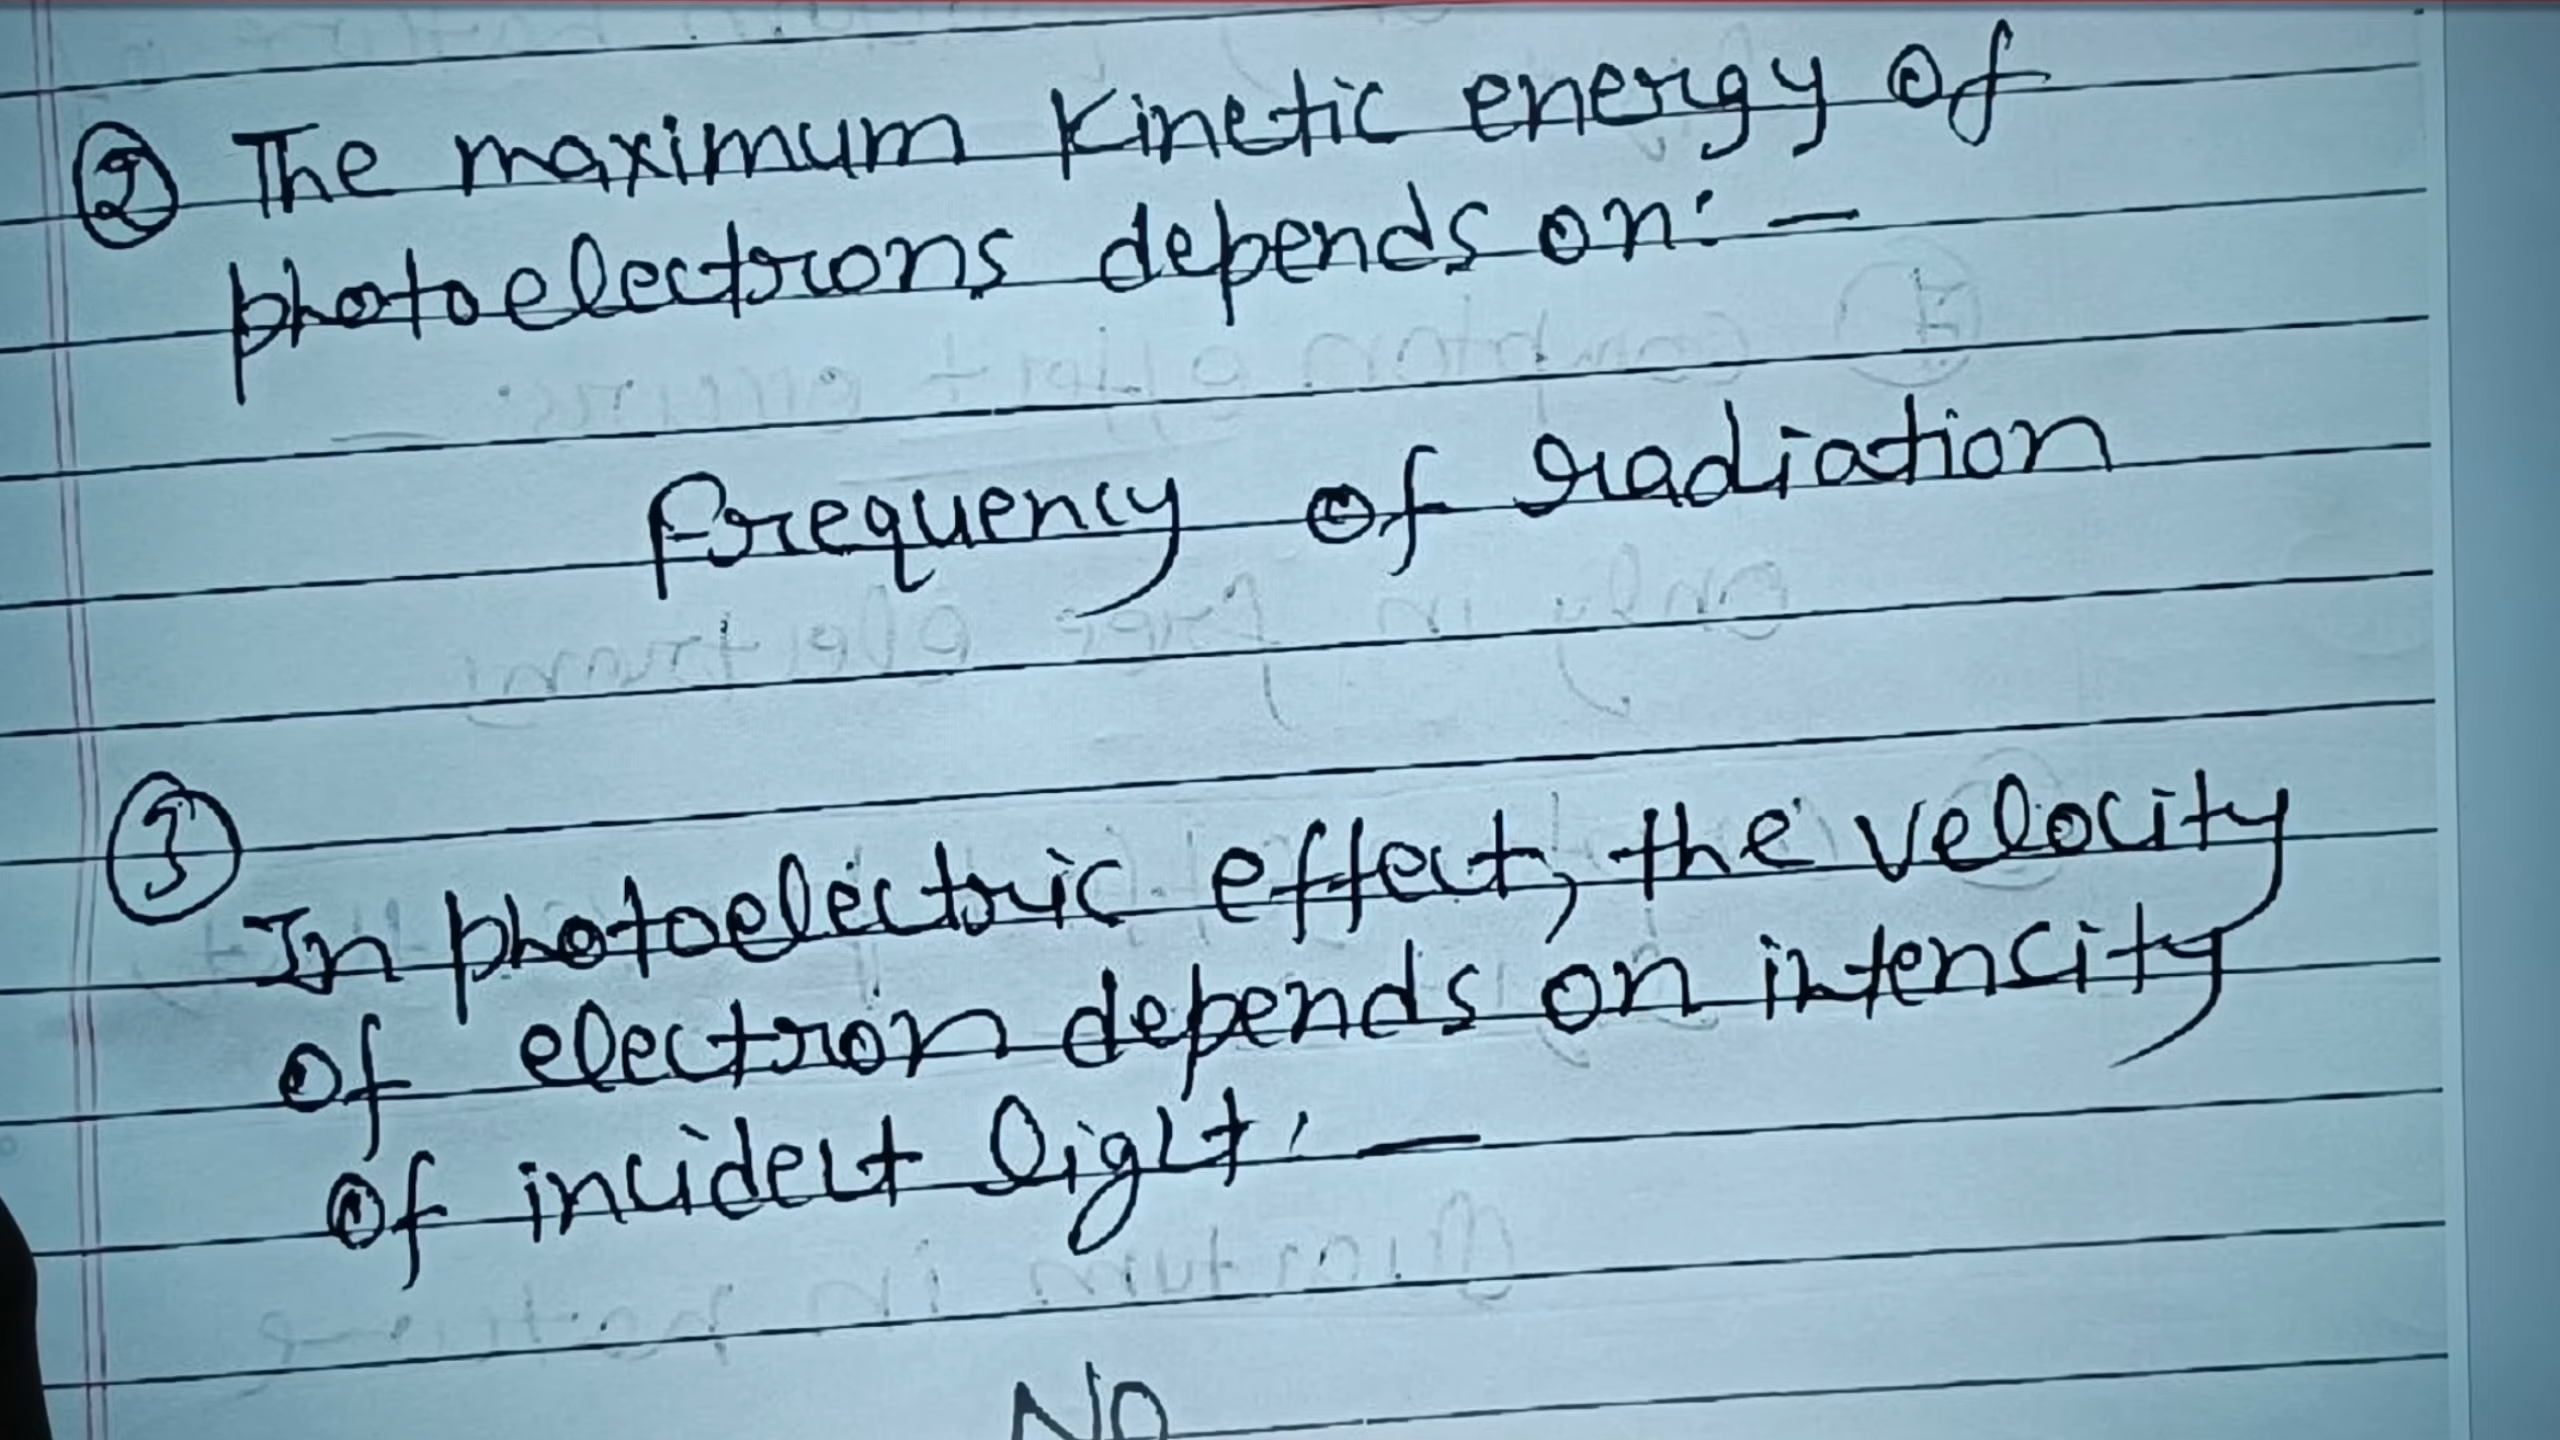 ② The maximum Kinetic energy of
photoelectrons depends on: —
frequency of radiation
③
In photoelectric effect, the velocity
of electron depends on intencity
of incident light: —
No